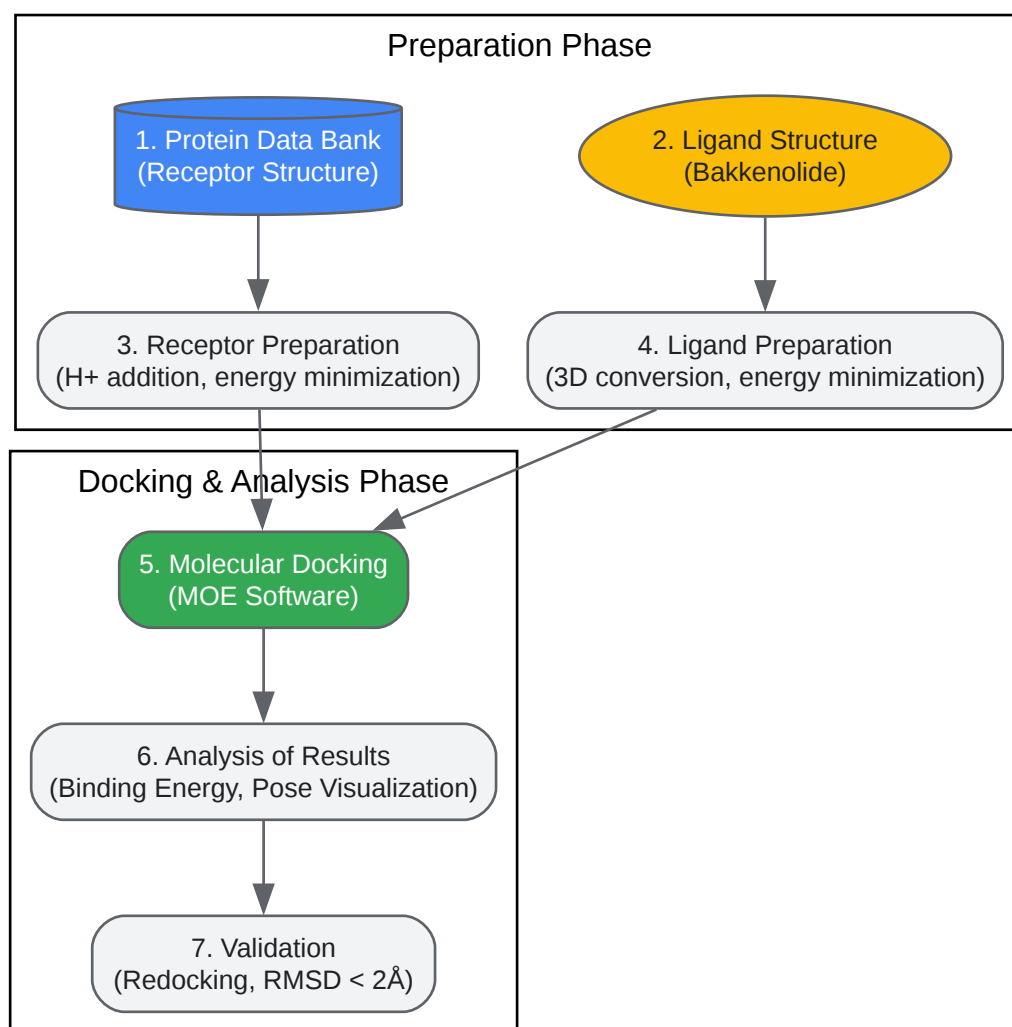 Preparation Phase
1. Protein Data Bank
(Receptor Structure)
2. Ligand Structure
(Bakkenolide)
3. Receptor Preparation
(H+ addition, energy minimization)
4. Ligand Preparation
(3D conversion, energy minimization)
Docking & Analysis Phase
5. Molecular Docking
(MOE Software)
6. Analysis of Results
(Binding Energy, Pose Visualization)
7. Validation
(Redocking, RMSD < 2Å)